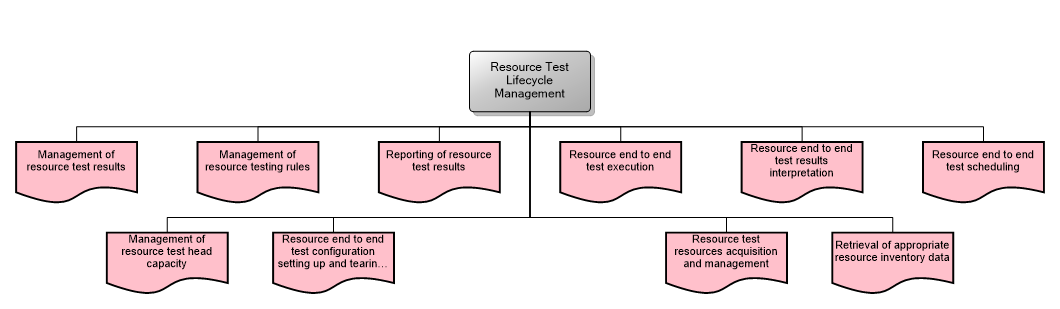 Resource Test
Lifecycle
Management
Management of
resource test results
Management of
resource testing rules
Reporting of resource
test results
Resource end to end
test execution
Resource end to end
test results
interpretation
Resource end to end
test scheduling
Management of
resource test head
capacity
Resource end to end
test configuration
setting up and tearin...
Resource test
resources acquisition
and management
Retrieval of appropriate
resource inventory data